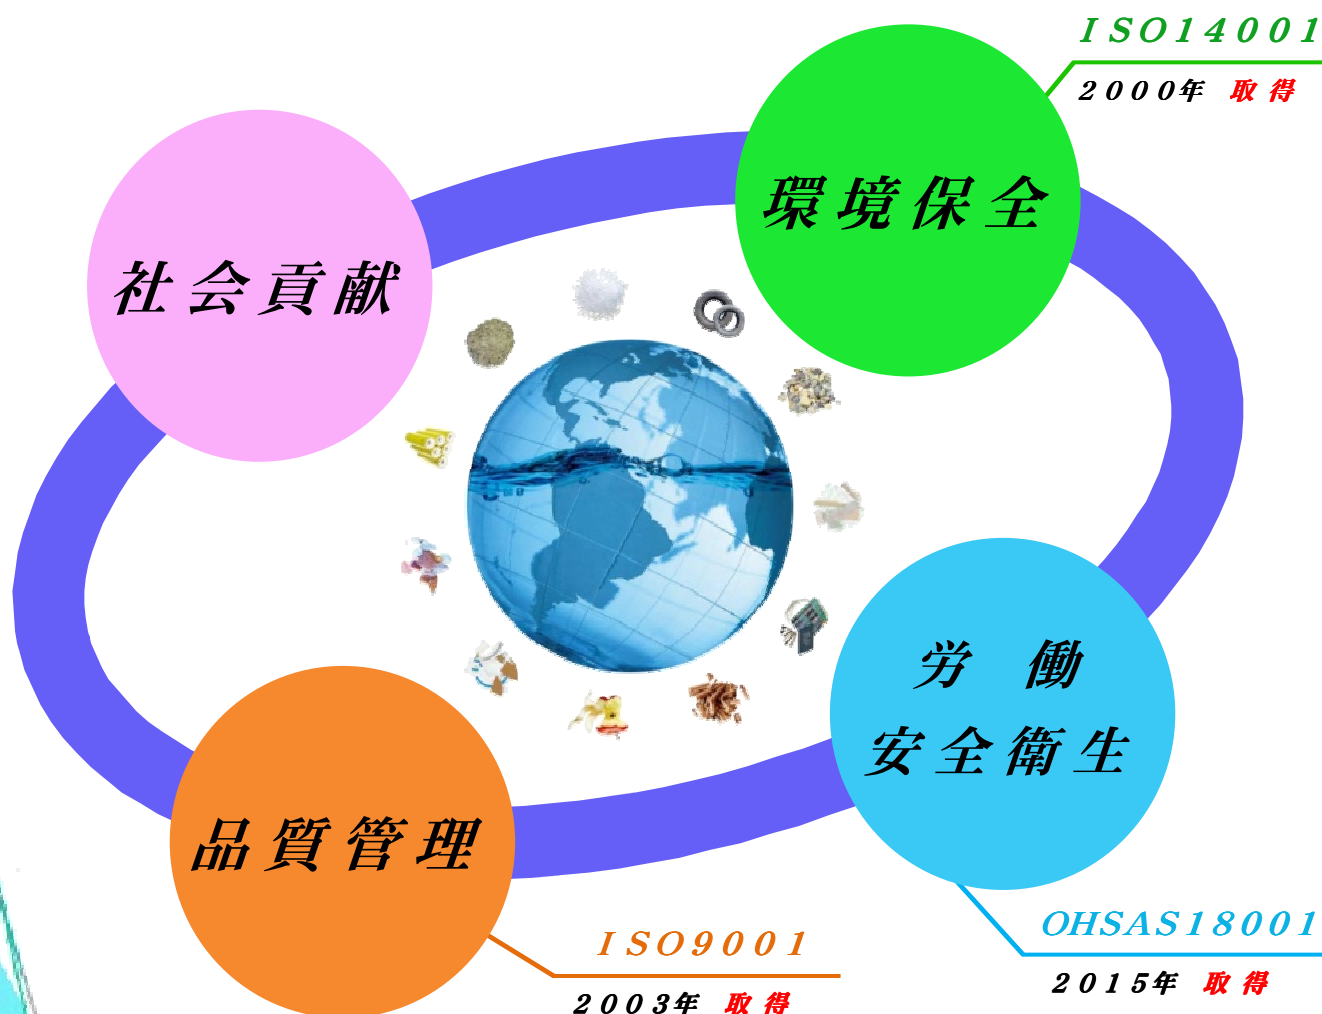 ISO14001
2000年 取得
環境保全
社会貢献
労働
安全衛生
品質管理
OHSAS18001
2015年 取得
ISO9001
2003年 取得